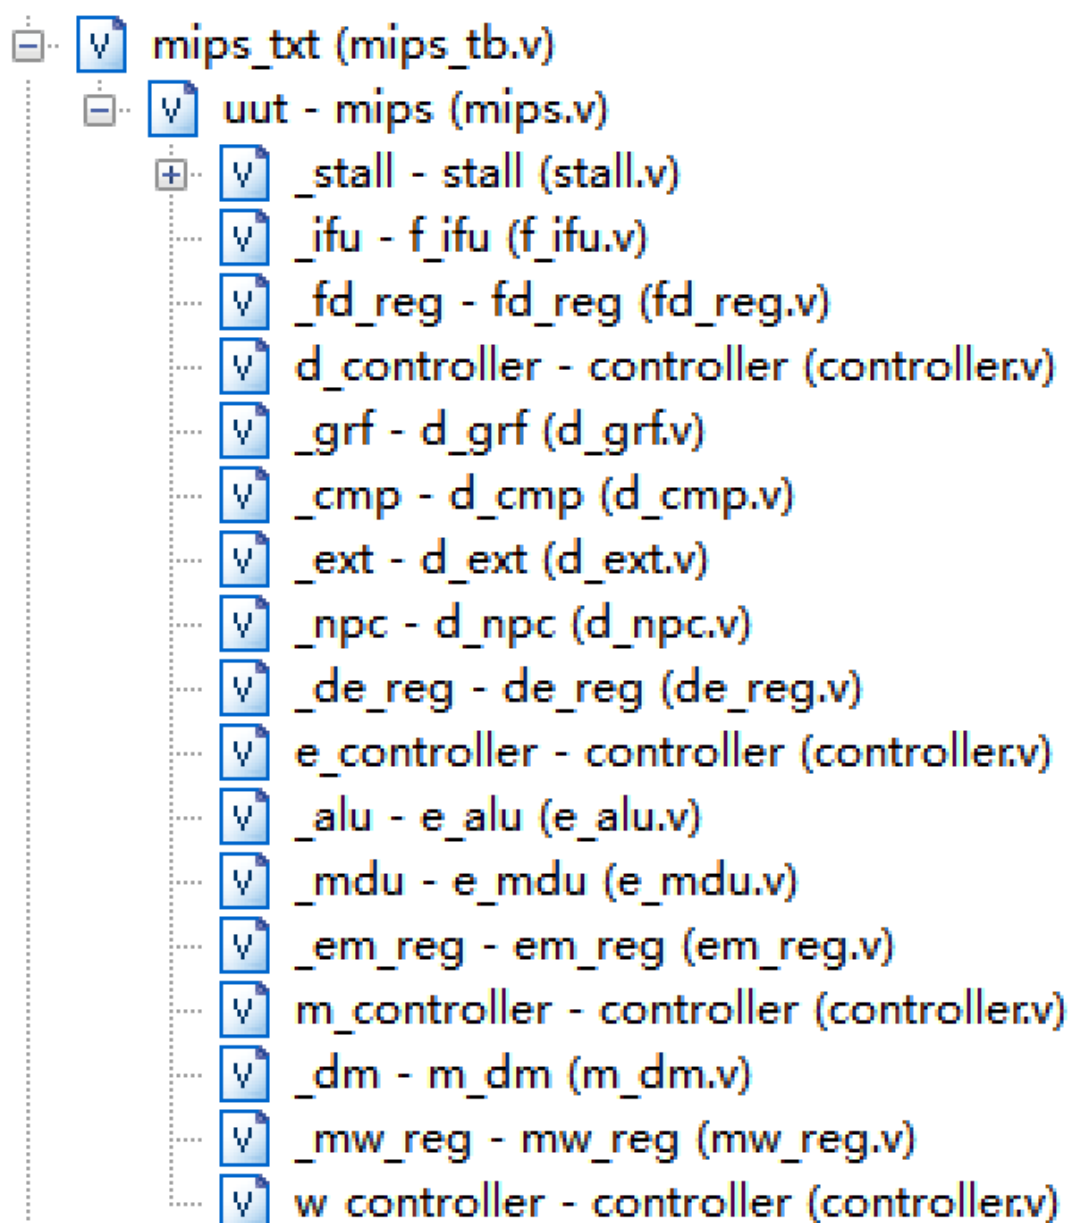 mips_txt (mips_tb.v)
uut - mips (mips.v)
_stall - stall (stall.v)
_ifu - f_ifu (f_ifu.v)
_fd_reg - fd_reg (fd_reg.v)
d_controller - controller (controller.v)
_grf - d_grf (d_grf.v)
_cmp - d_cmp (d_cmp.v)
_ext - d_ext (d_ext.v)
_npc - d_npc (d_npc.v)
_de_reg - de_reg (de_reg.v)
e_controller - controller (controller.v)
_alu - e_alu (e_alu.v)
_mdu - e_mdu (e_mdu.v)
_em_reg - em_reg (em_reg.v)
m_controller - controller (controller.v)
_dm - m_dm (m_dm.v)
_mw_reg - mw_reg (mw_reg.v)
w controller - controller (controller.v)